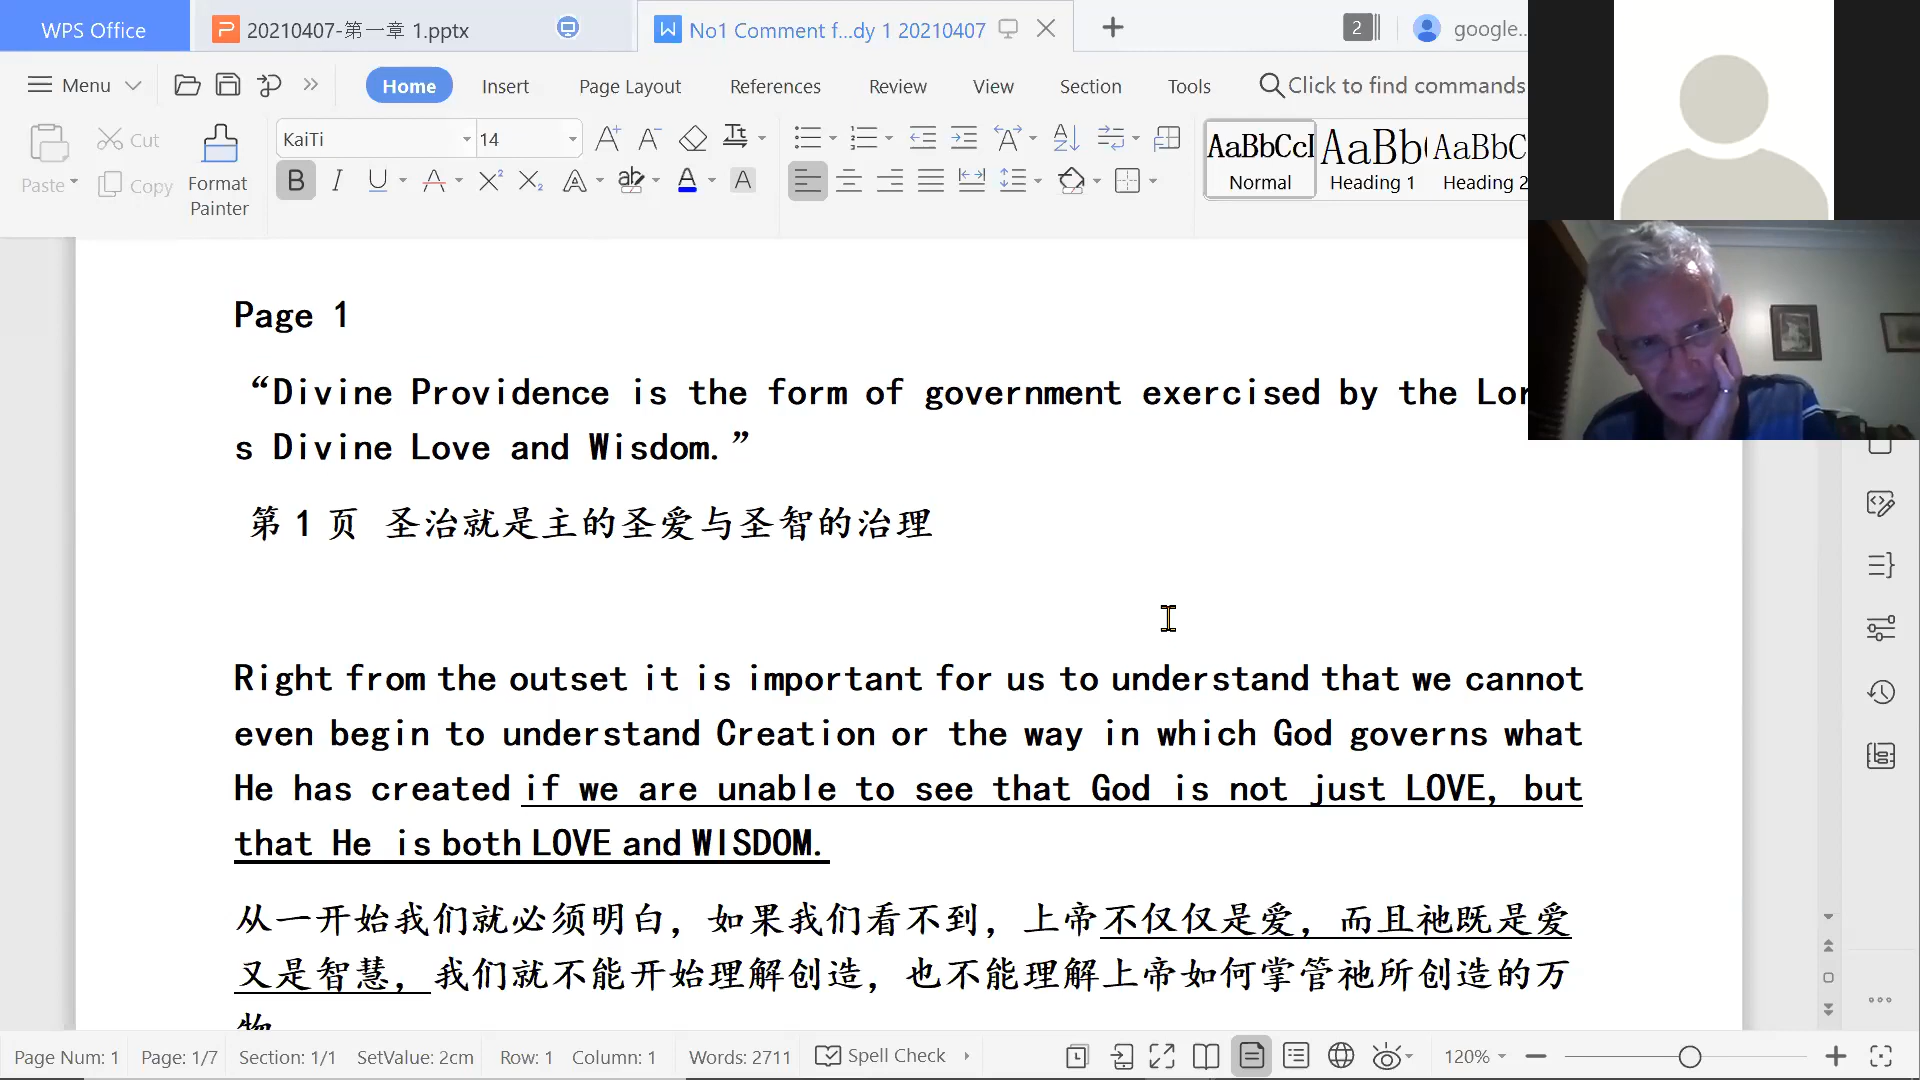 WPS Office
20210407-第一章 1.pptx
No1 Comment f...dy 1 20210407
2
google..
Menu
Home
Insert
Page Layout
References
Review
View
Section
Tools
Click to find commands
Paste
Cut
Copy
Format
Painter
KaiTi
14
AaBbCcI
Normal
AaBb(
Heading 1
AaBbC
Heading 2
Page 1
“Divine Providence is the form of government exercised by the Lor
s Divine Love and Wisdom.”
第 1 页 圣治就是主的圣爱与圣智的治理
Right from the outset it is important for us to understand that we cannot
even begin to understand Creation or the way in which God governs what
He has created if we are unable to see that God is not just LOVE, but
that He is both LOVE and WISDOM.
从一开始我们就必须明白，如果我们看不到，上帝不仅仅是爱，而且祂既是爱
又是智慧，我们就不能开始理解创造，也不能理解上帝如何掌管祂所创造的万
物
Page Num: 1
Page: 1/7
Section: 1/1
SetValue: 2cm
Row: 1
Column: 1
Words: 2711
Spell Check
120%